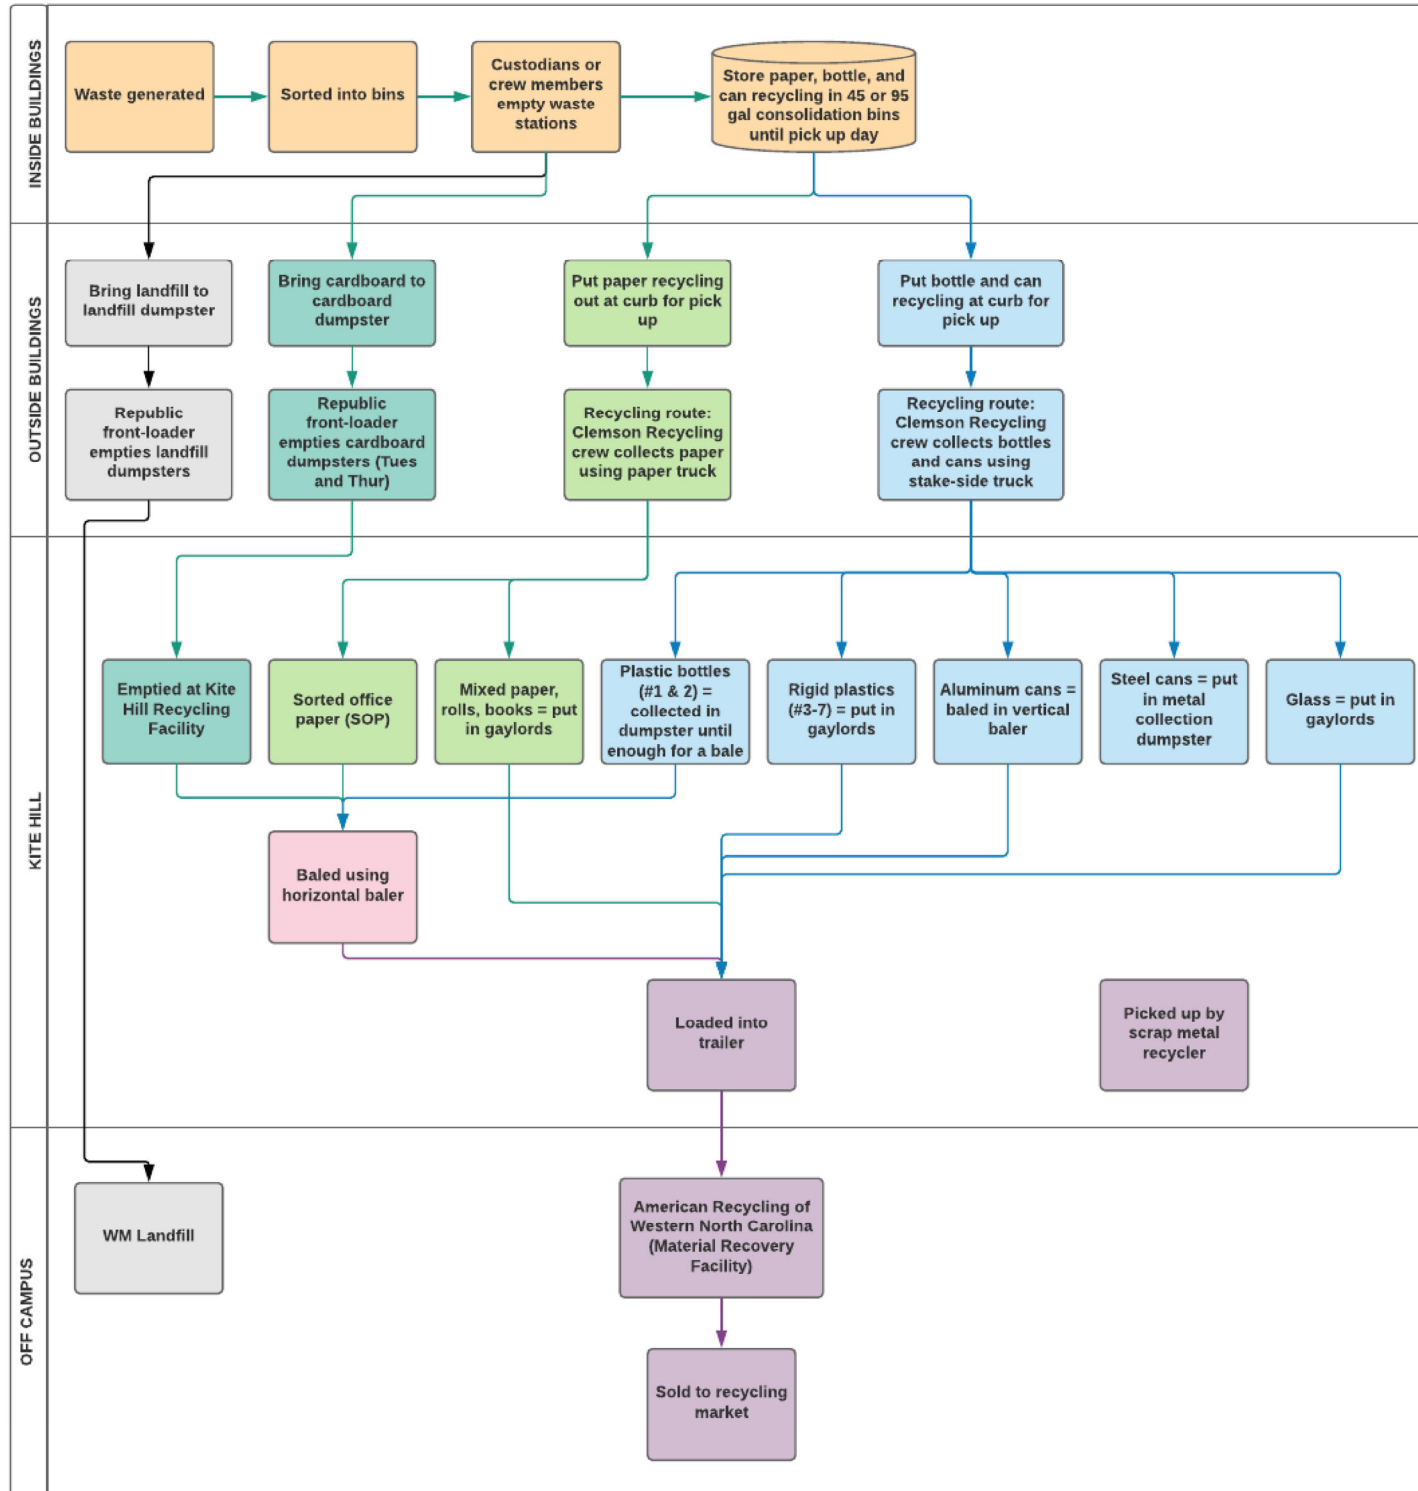 INSIDE BUILDINGS
Waste generated
Sorted into bins
Custodians or
crew members
empty waste
stations
Store paper, bottle, and
can recycling in 45 or 95
gal consolidation bins
until pick up day
OUTSIDE BUILDINGS
Bring landfill to
landfill dumpster
Bring cardboard to
cardboard
dumpster
Put paper recycling
out at curb for pick
up
Put bottle and can
recycling at curb for
pick up
Republic
front-loader
empties landfill
dumpsters
Republic
front-loader
empties cardboard
dumpsters (Tues
and Thur)
Recycling route:
Clemson Recycling
crew collects paper
using paper truck
Recycling route:
Clemson Recycling
crew collects bottles
and cans using
stake-side truck
KITE HILL
Emptied at Kite
Hill Recycling
Facility
Sorted office
paper (SOP)
Mixed paper,
rolls, books = put
in gaylords
Plastic bottles
(#1 & 2) =
collected in
dumpster until
enough for a bale
Rigid plastics
(#3-7) = put in
gaylords
Aluminum cans =
baled in vertical
baler
Steel cans = put
in metal
collection
dumpster
Glass = put in
gaylords
Baled using
horizontal baler
Loaded into
trailer
Picked up by
scrap metal
recycler
OFF CAMPUS
WM Landfill
American Recycling of
Western North Carolina
(Material Recovery
Facility)
Sold to recycling
market